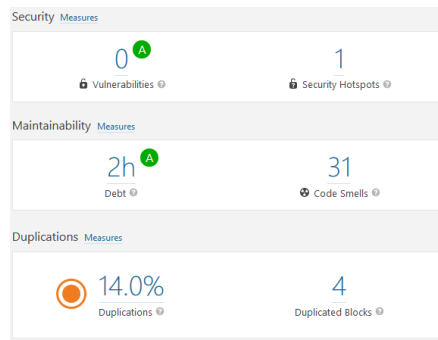 Security Measures
0 A 1
Vulnerabilities ? Security Hotspots ?
Maintainability Measures
2h A 31
Debt ? Code Smells ?
Duplications Measures
14.0% 4
Duplications ? Duplicated Blocks ?